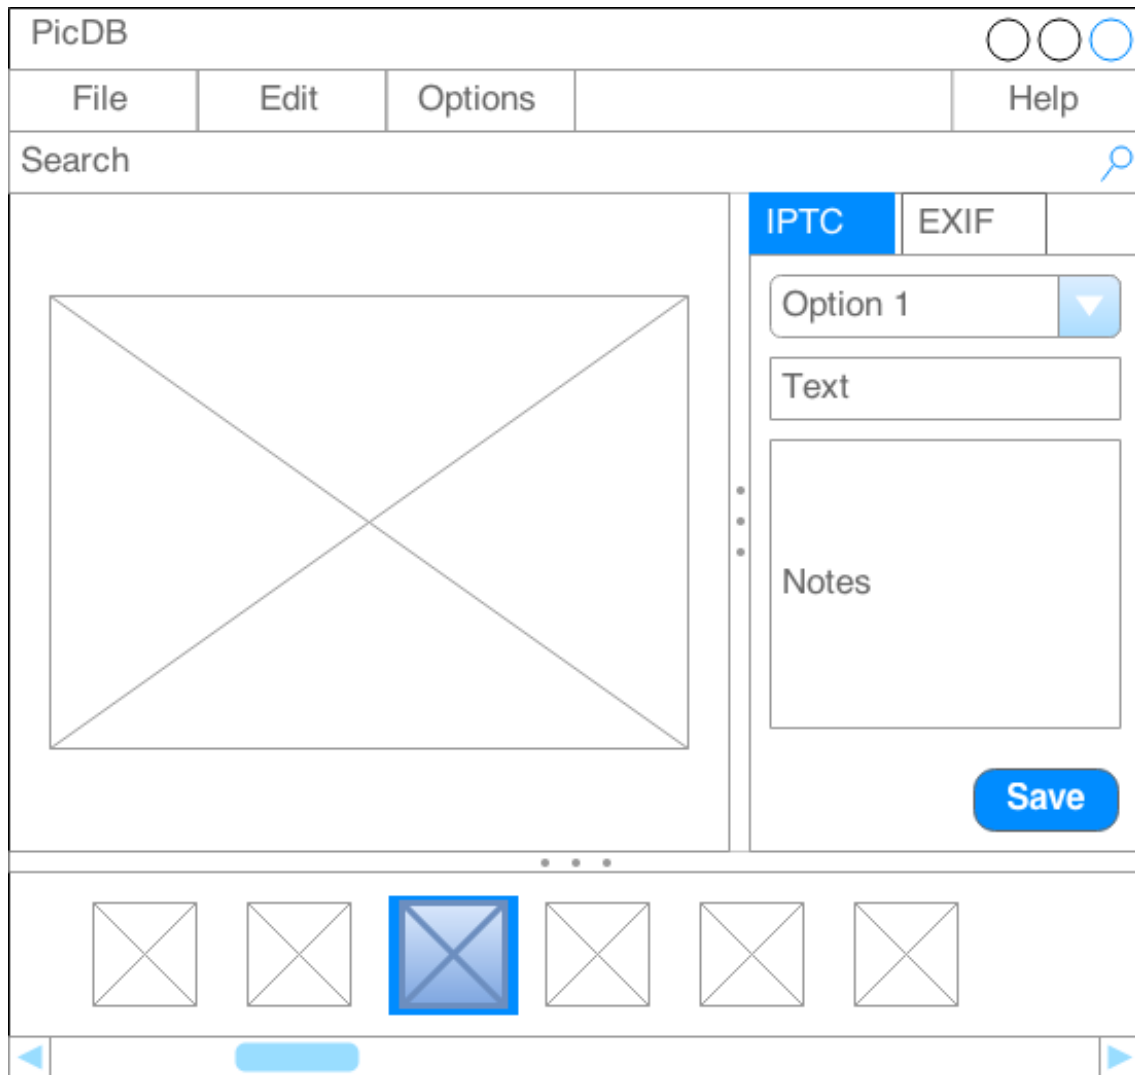 PicDB
File Edit Options Help
Search
IPTC EXIF
Option 1
Text
Notes
Save